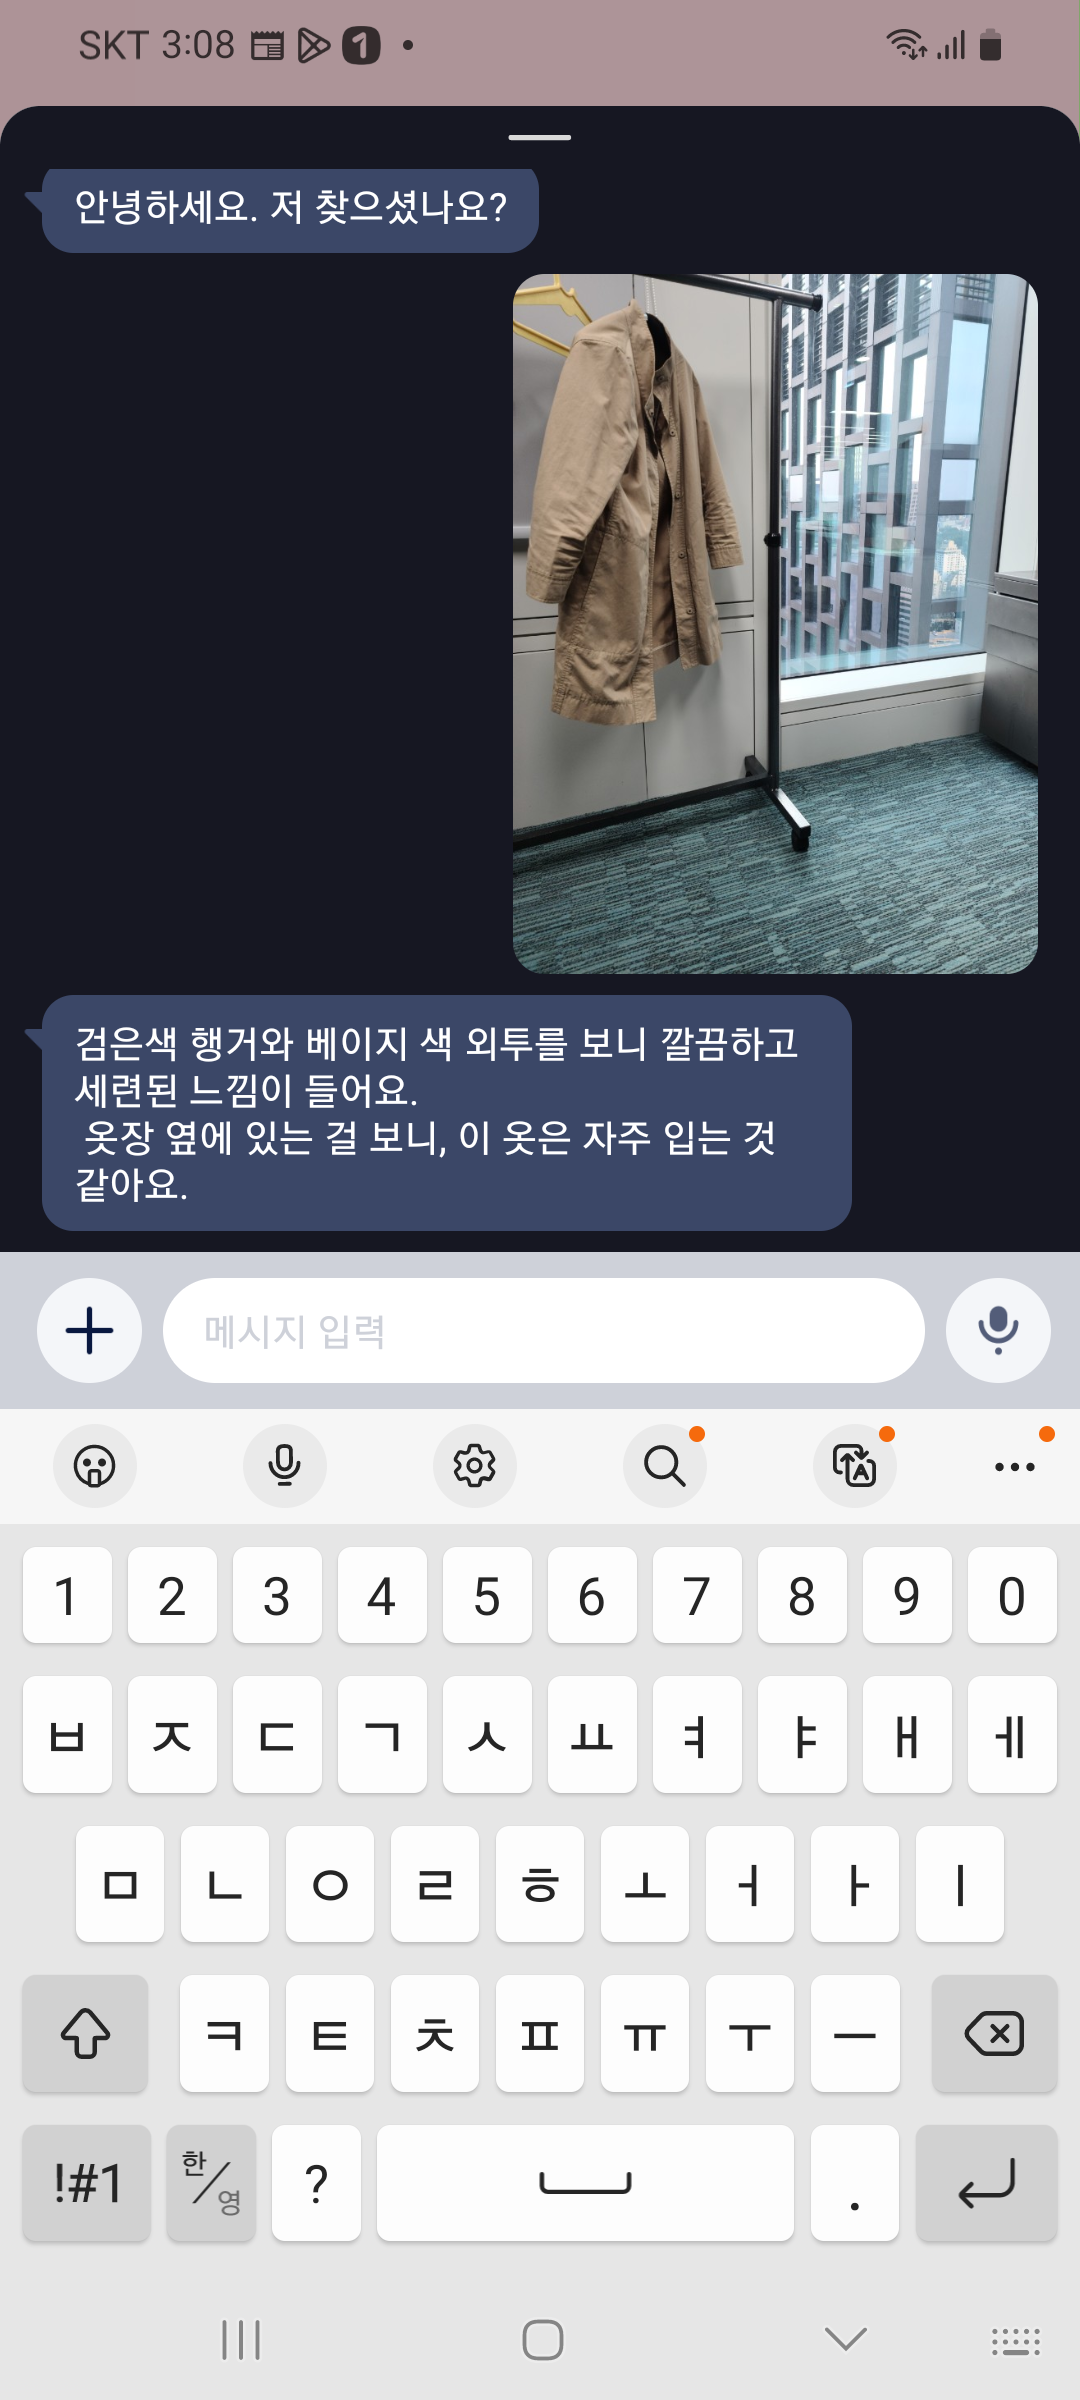 SKT 3:08
안녕하세요. 저 찾으셨나요?
검은색 행거와 베이지 색 외투를 보니 깔끔하고
세련된 느낌이 들어요.
옷장 옆에 있는 걸 보니, 이 옷은 자주 입는 것
같아요.
메시지 입력
1 2 3 4 5 6 7 8 9 0
ㅂ ㅈ ㄷ ㄱ ㅅ ㅛ ㅕ ㅑ ㅐ ㅔ
ㅁ ㄴ ㅇ ㄹ ㅎ ㅗ ㅓ ㅏ ㅣ
ㅋ ㅌ ㅊ ㅍ ㅠ ㅜ ㅡ
!#1 한/영 ? .